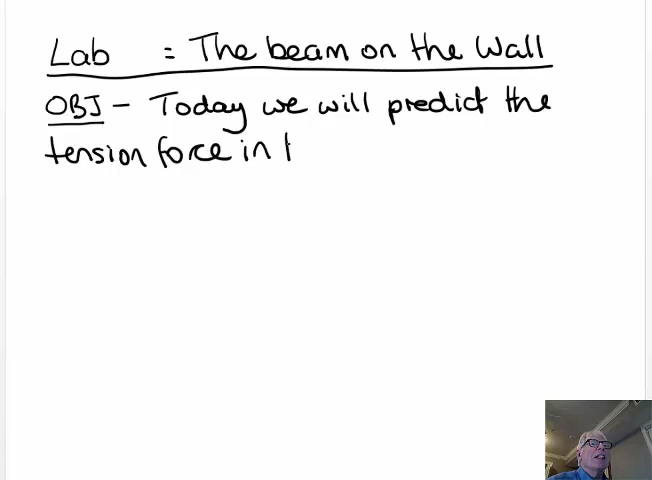 Lab = The beam on the Wall
OBJ - Today we will predict the
tension force in